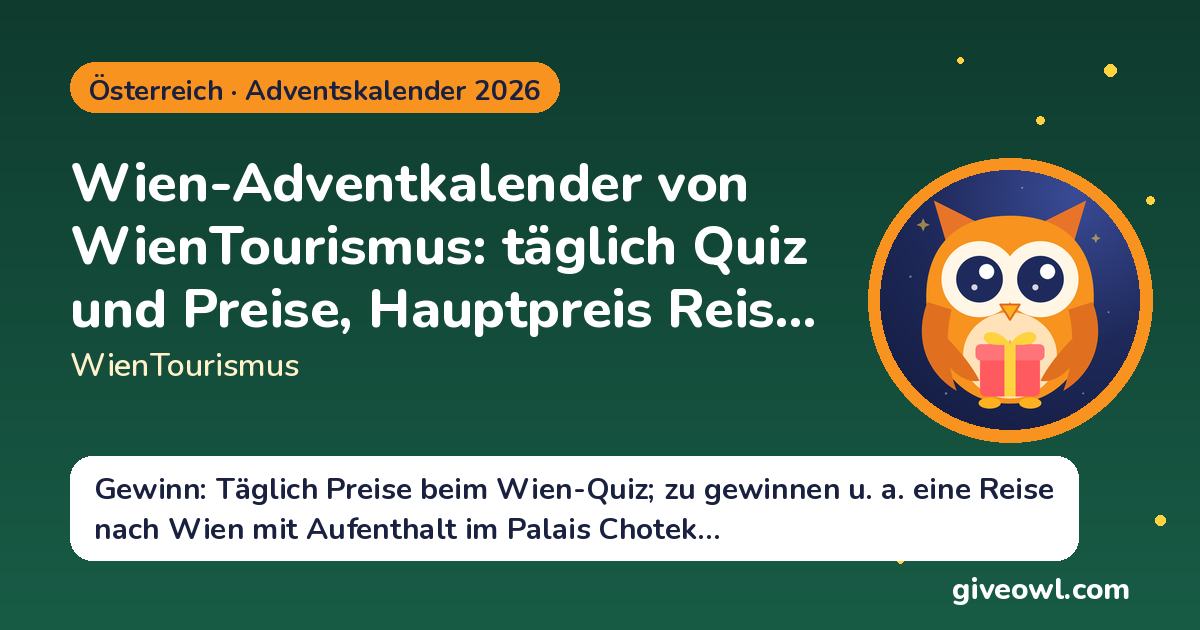 Österreich · Adventskalender 2026
Wien-Adventkalender von
WienTourismus: täglich Quiz
und Preise, Hauptpreis Reis...
WienTourismus
Gewinn: Täglich Preise beim Wien-Quiz; zu gewinnen u. a. eine Reise
nach Wien mit Aufenthalt im Palais Chotek...
giveowl.com